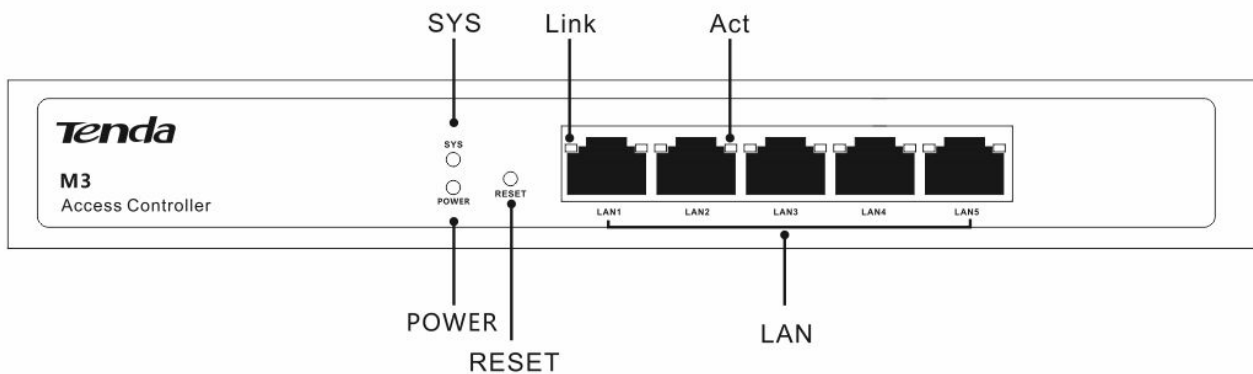 SYS
Link
Act
Tenda
SYS
M3
Access Controller
POWER
RESET
LAN1
LAN2
LAN3
LAN4
LAN5
POWER
RESET
LAN